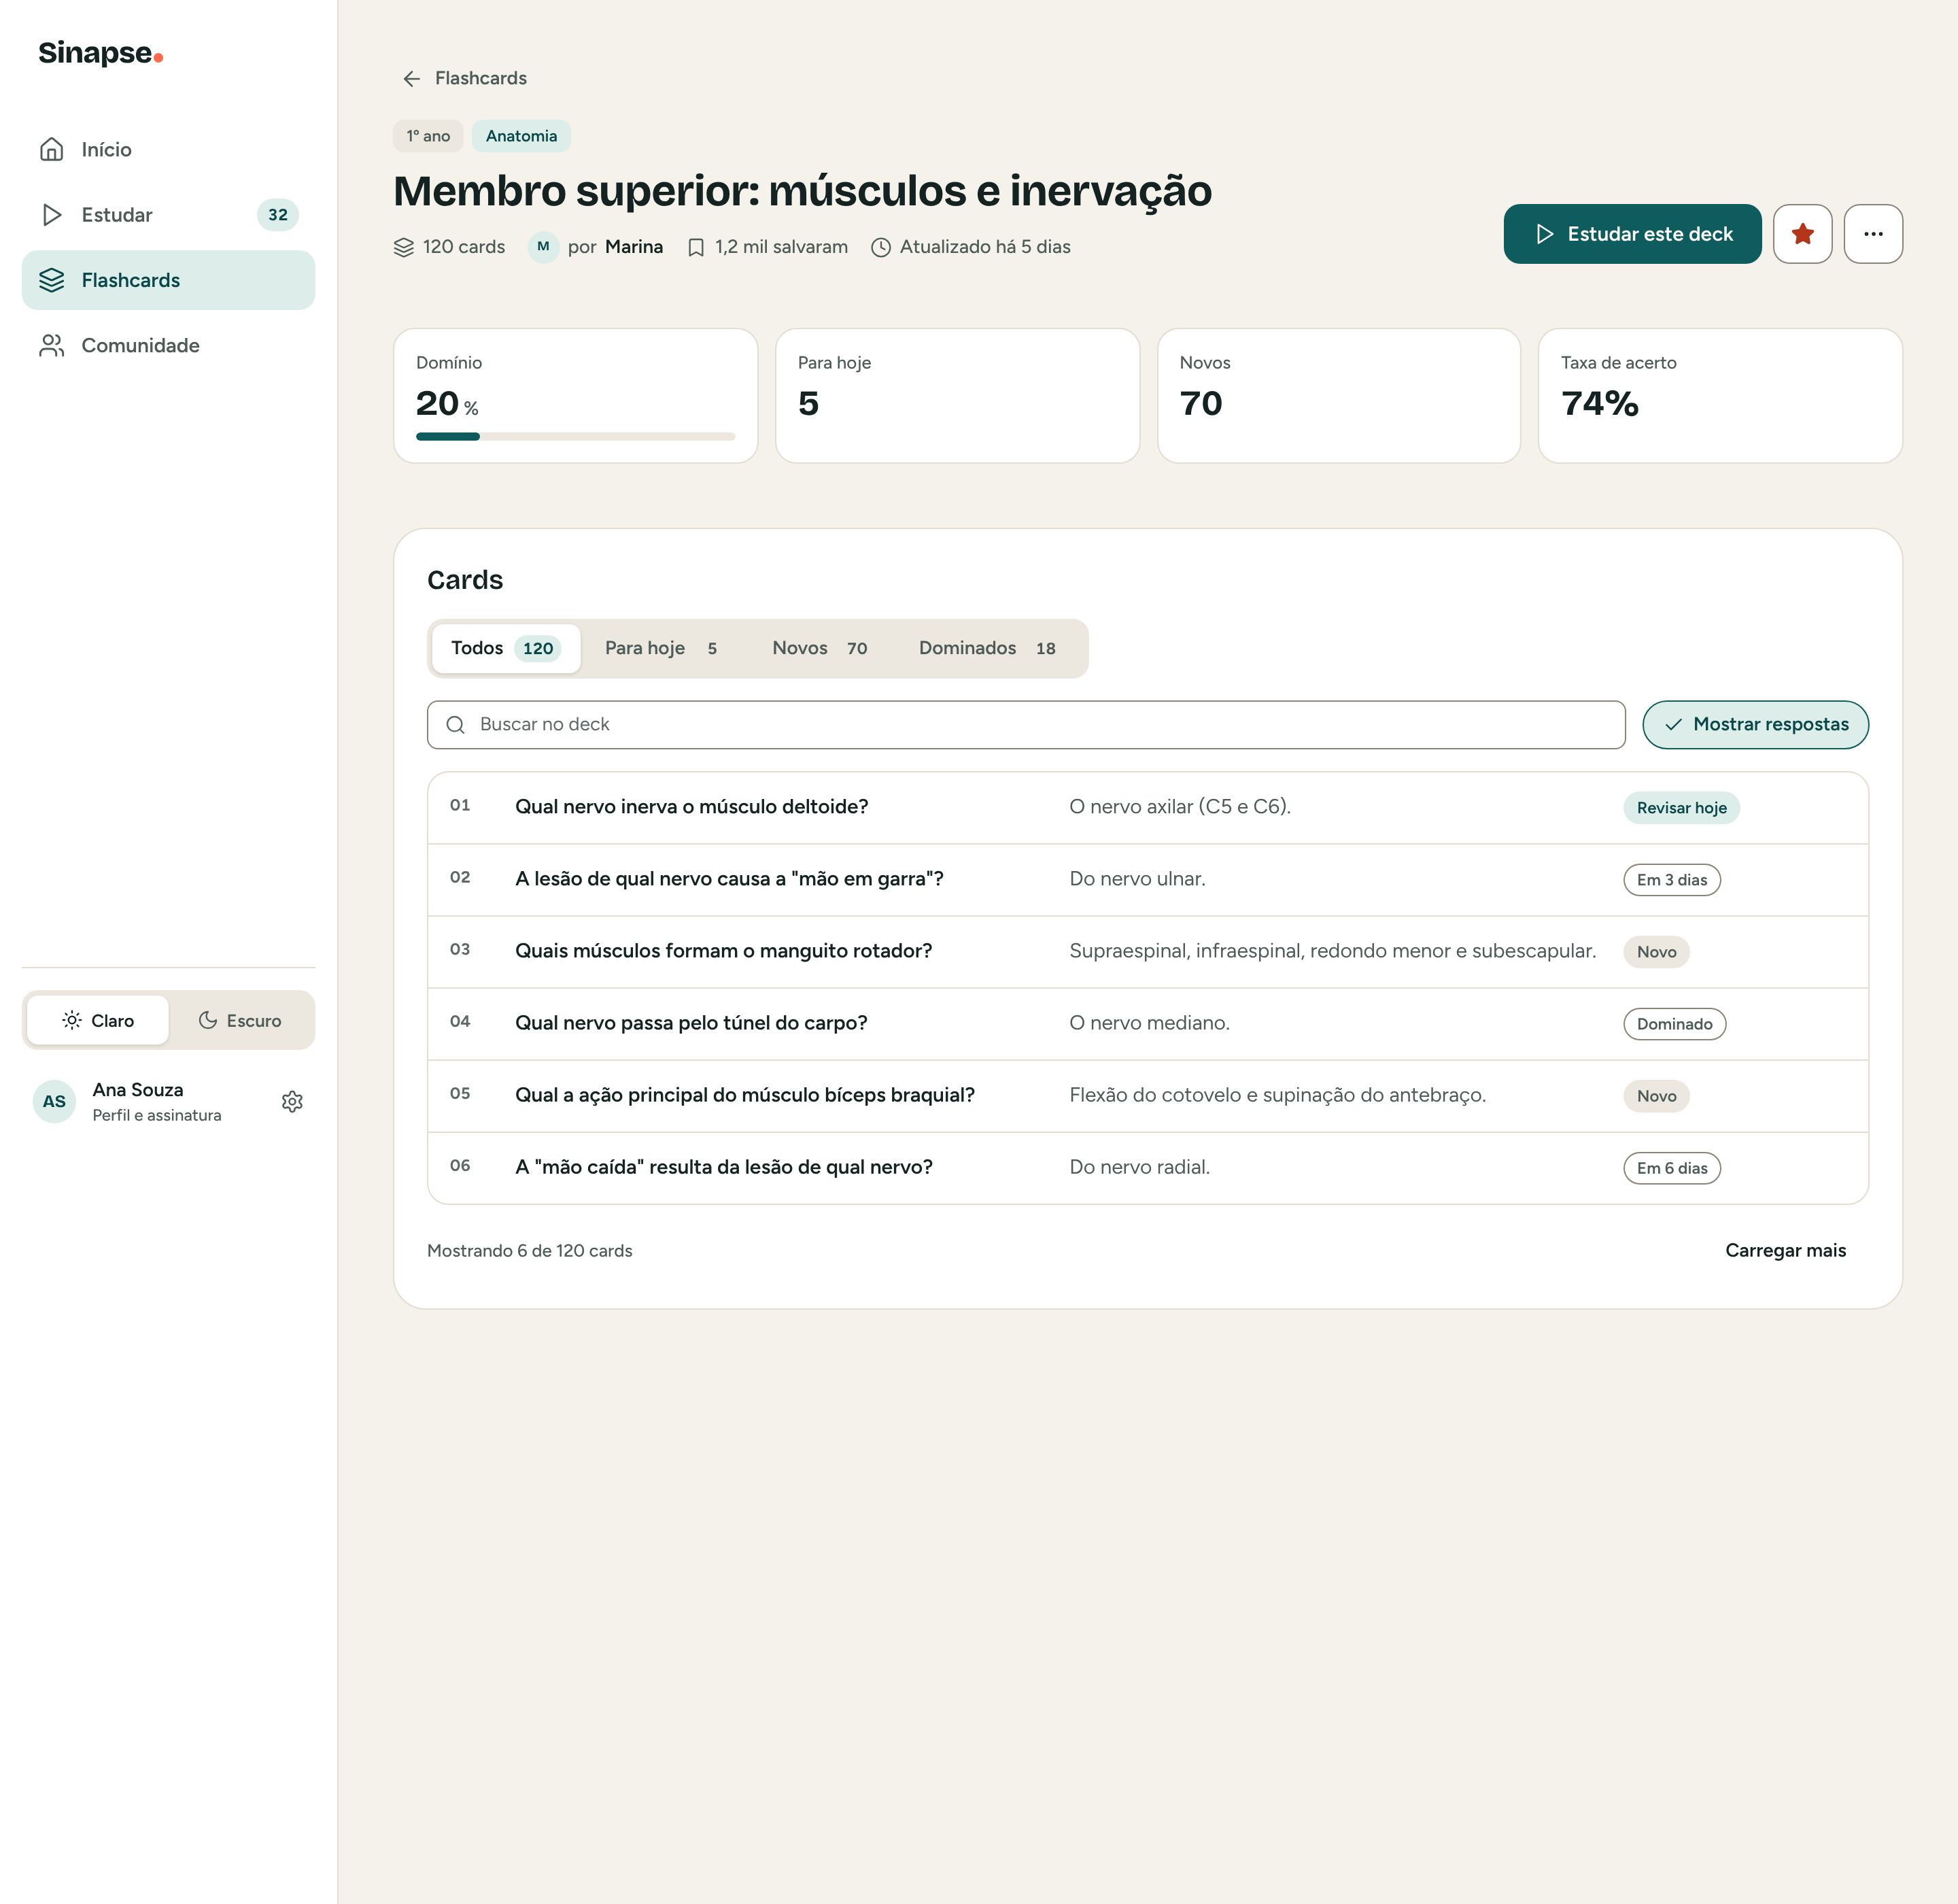 Sinapse.
Início
Estudar 32
Flashcards
Comunidade
Claro Escuro
AS Ana Souza
Perfil e assinatura
Flashcards
1º ano Anatomia
Membro superior: músculos e inervação
120 cards M por Marina 1,2 mil salvaram Atualizado há 5 dias
Estudar este deck
Domínio
20 %
Para hoje
5
Novos
70
Taxa de acerto
74%
Cards
Todos 120 Para hoje 5 Novos 70 Dominados 18
Buscar no deck Mostrar respostas
01 Qual nervo inerva o músculo deltoide? O nervo axilar (C5 e C6). Revisar hoje
02 A lesão de qual nervo causa a "mão em garra"? Do nervo ulnar. Em 3 dias
03 Quais músculos formam o manguito rotador? Supraespinal, infraespinal, redondo menor e subescapular. Novo
04 Qual nervo passa pelo túnel do carpo? O nervo mediano. Dominado
05 Qual a ação principal do músculo bíceps braquial? Flexão do cotovelo e supinação do antebraço. Novo
06 A "mão caída" resulta da lesão de qual nervo? Do nervo radial. Em 6 dias
Mostrando 6 de 120 cards Carregar mais